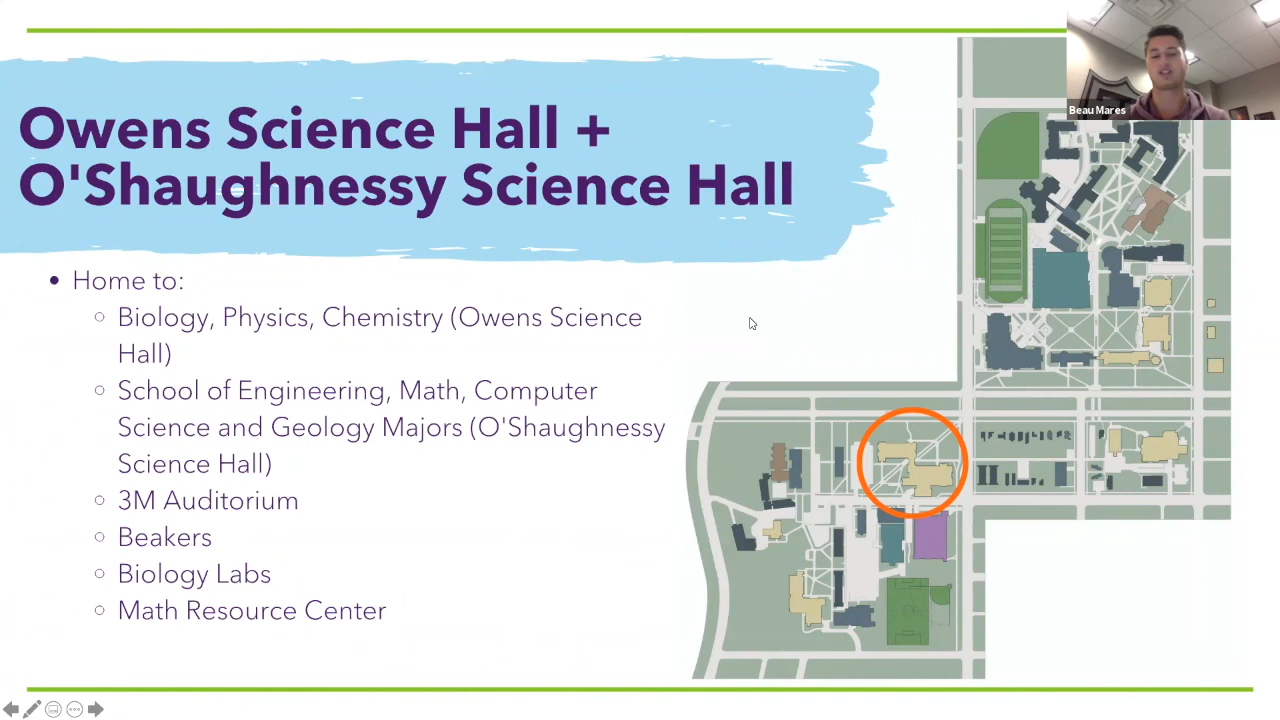 Owens Science Hall +
O'Shaughnessy Science Hall
Beau Mares
Home to:
Biology, Physics, Chemistry (Owens Science
Hall)
School of Engineering, Math, Computer
Science and Geology Majors (O'Shaughnessy
Science Hall)
3M Auditorium
Beakers
Biology Labs
Math Resource Center